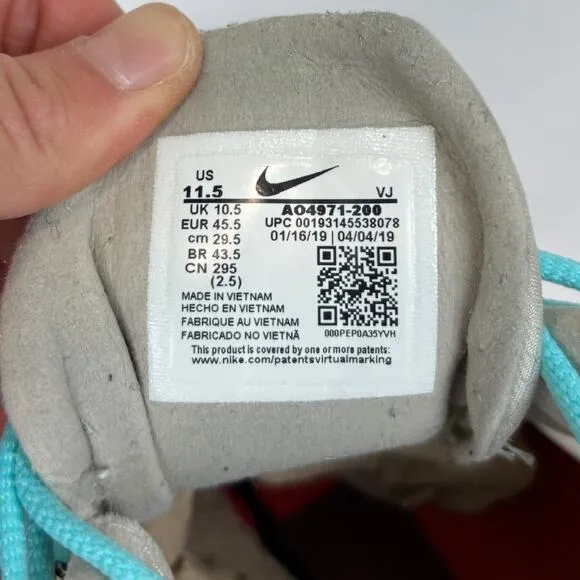 US
11.5 VJ
UK 10.5 AO4971-200
EUR 45.5 UPC 00193145538078
cm 29.5 01/16/19 | 04/04/19
BR 43.5
CN 295
(2.5)
MADE IN VIETNAM
HECHO EN VIETNAM
FABRIQUE AU VIETNAM
FABRICADO NO VIETNÃ 000PEP0A35YVH
This product is covered by one or more patents:
www.nike.com/patentsvirtualmarking